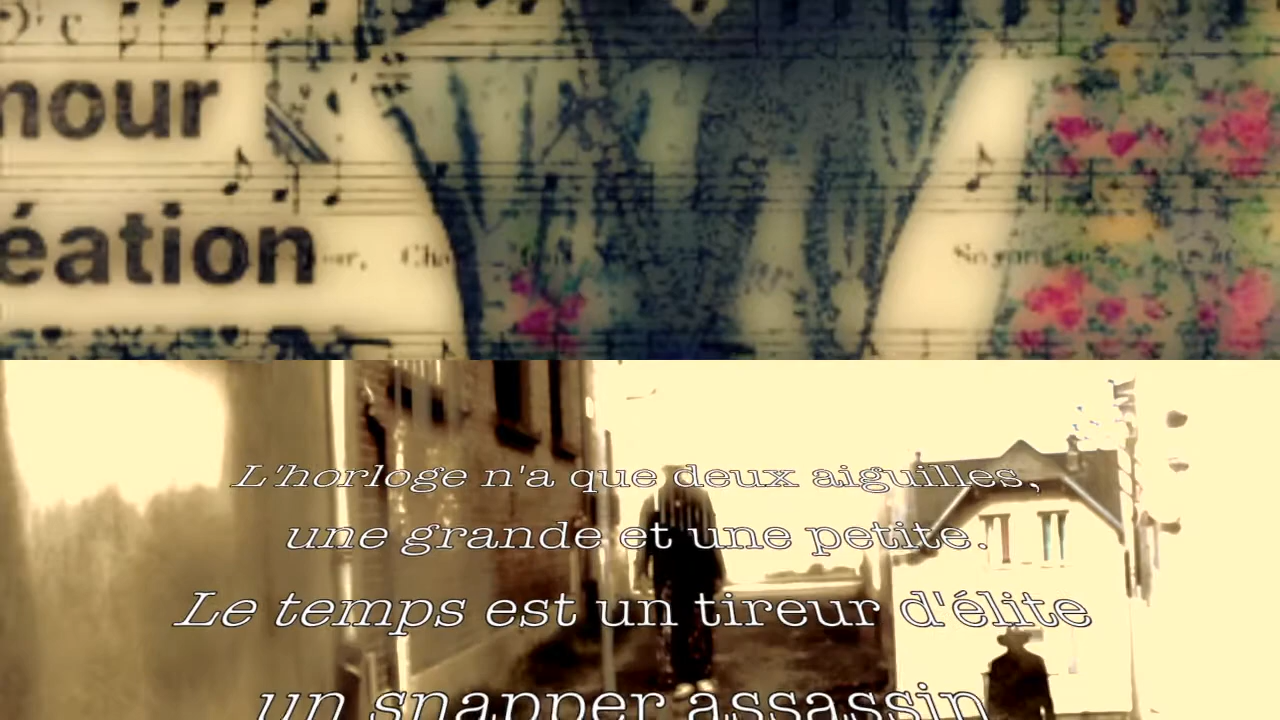 mour
éation
L'horloge n'a que deux aiguilles,
une grande et une petite.
Le temps est un tireur d'élite
un snapper assassin